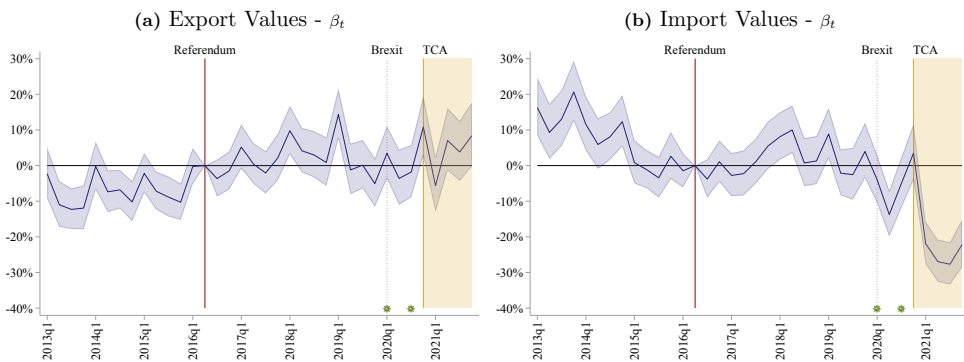 (a) Export Values - βt
Referendum Brexit TCA
30%
20%
10%
0%
-10%
-20%
-30%
-40%
2013q1 2014q1 2015q1 2016q1 2017q1 2018q1 2019q1 2020q1 2021q1
(b) Import Values - βt
Referendum Brexit TCA
30%
20%
10%
0%
-10%
-20%
-30%
-40%
2013q1 2014q1 2015q1 2016q1 2017q1 2018q1 2019q1 2020q1 2021q1